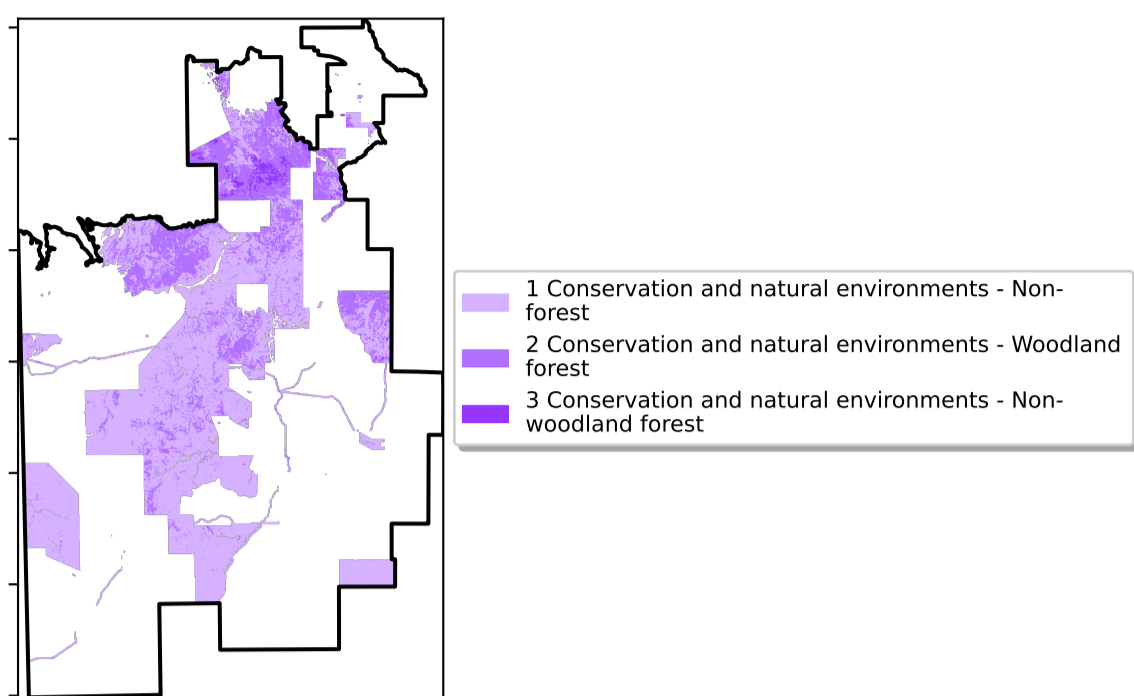 1 Conservation and natural environments - Non-
forest
2 Conservation and natural environments - Woodland
forest
3 Conservation and natural environments - Non-
woodland forest